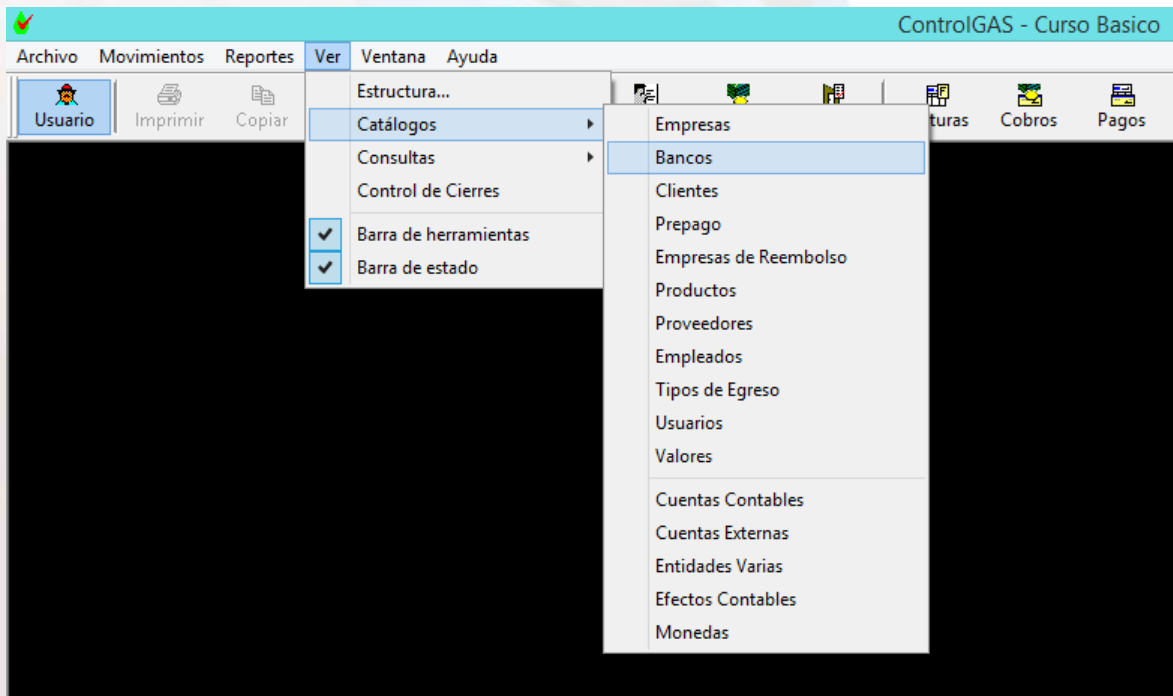 ControlGAS - Curso Basico
Archivo Movimientos Reportes Ver Ventana Ayuda
Usuario Imprimir Copiar turas Cobros Pagos
Estructura...
Catálogos
Consultas
Control de Cierres
Barra de herramientas
Barra de estado
Empresas
Bancos
Clientes
Prepago
Empresas de Reembolso
Productos
Proveedores
Empleados
Tipos de Egreso
Usuarios
Valores
Cuentas Contables
Cuentas Externas
Entidades Varias
Efectos Contables
Monedas